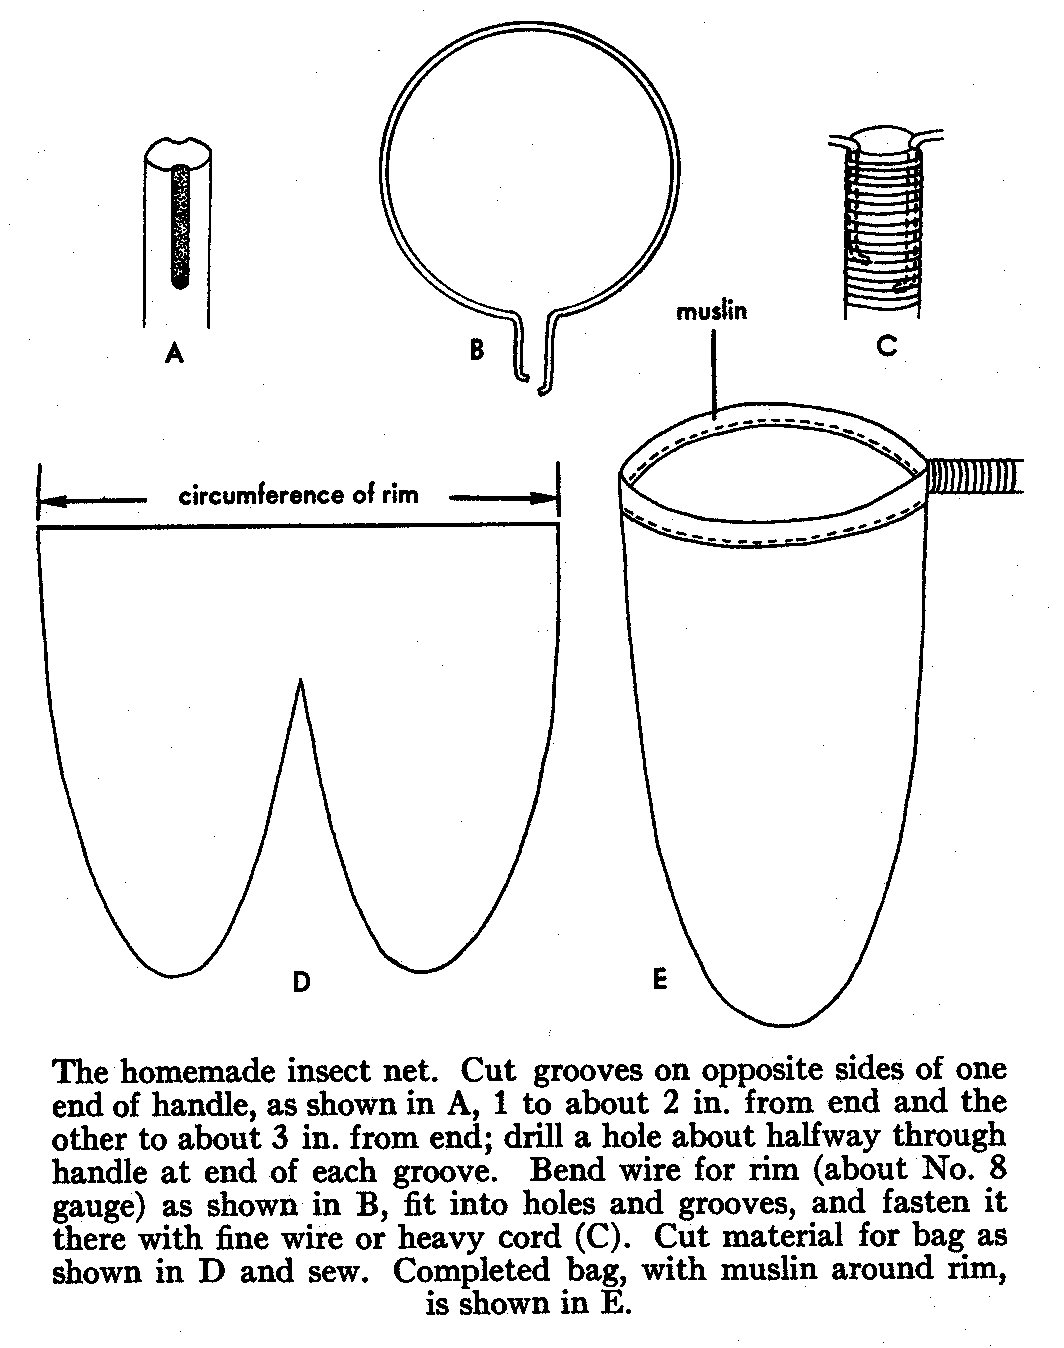 muslin
A
B
C
circumference of rim
D
E
The homemade insect net. Cut grooves on opposite sides of one
end of handle, as shown in A, 1 to about 2 in. from end and the
other to about 3 in. from end; drill a hole about halfway through
handle at end of each groove. Bend wire for rim (about No. 8
gauge) as shown in B, fit into holes and grooves, and fasten it
there with fine wire or heavy cord (C). Cut material for bag as
shown in D and sew. Completed bag, with muslin around rim,
is shown in E.